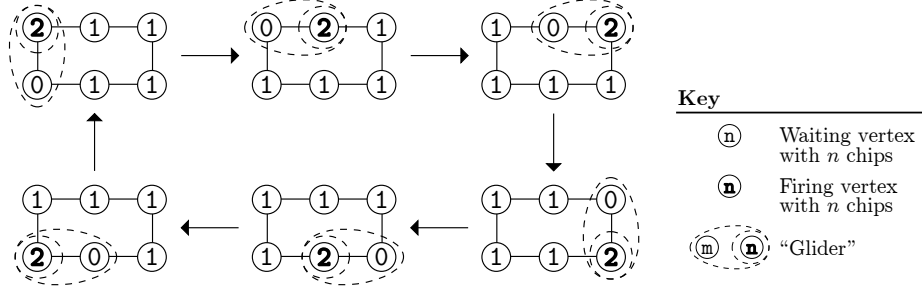 2 1 1
0 1 1
0 2 1
1 1 1
1 0 2
1 1 1
1 1 1
2 0 1
1 1 1
1 2 0
1 1 0
1 1 2
Key
n Waiting vertex
with n chips
n Firing vertex
with n chips
m n “Glider”